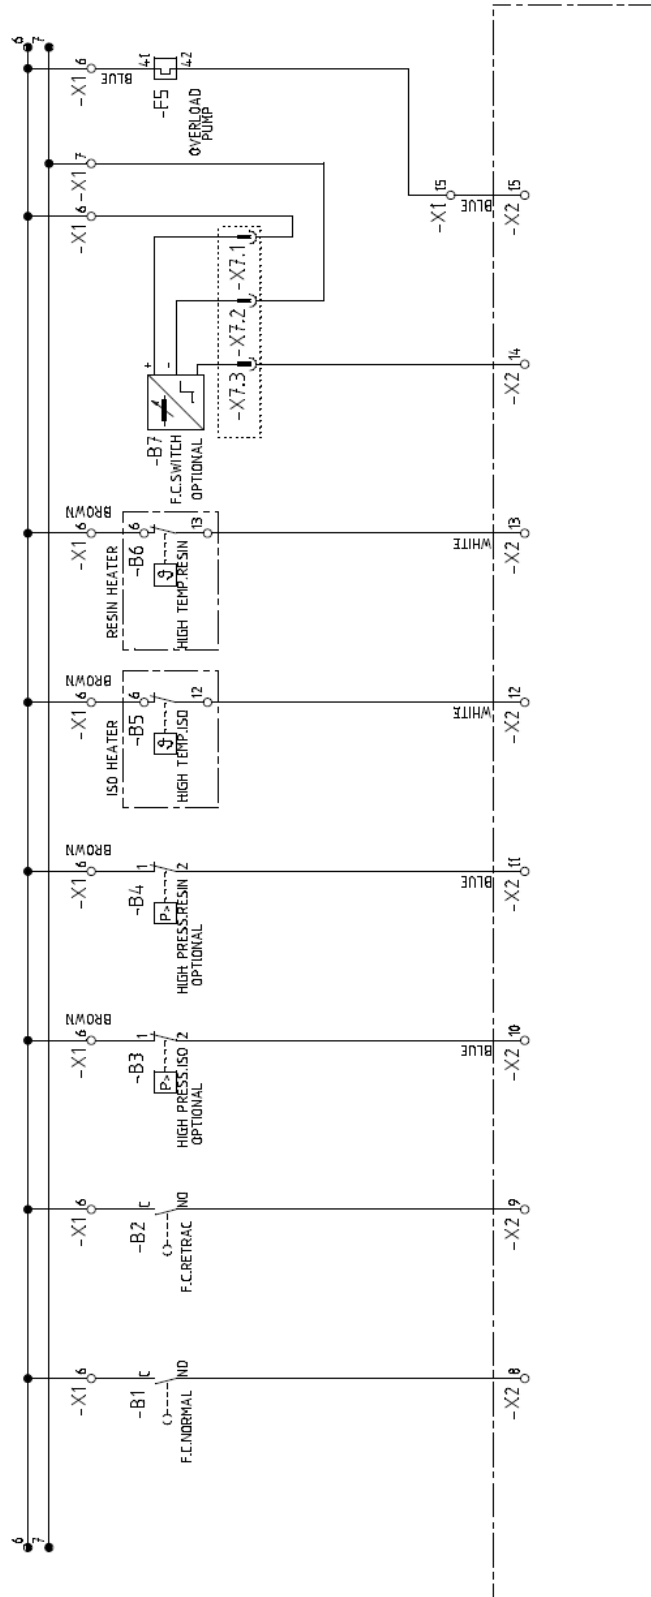 6
7
-X1 6
BLUE
41
42
-F5
OVERLOAD
PUMP
-X1 7
-X1 6
-X1 15
BLUE
-X2 15
-X7.1
-X7.2
-X7.3
+
-
-B7
F.C.SWITCH
OPTIONAL
-X2 14
BROWN
-X1 6
RESIN HEATER
6
-B6
13
HIGH TEMP.RESIN
ϑ
WHITE
-X2 13
BROWN
-X1 6
ISO HEATER
6
-B5
12
HIGH TEMP.ISO
ϑ
WHITE
-X2 12
BROWN
-X1 6
1
-B4
2
P>
HIGH PRESS.RESIN
OPTIONAL
BLUE
-X2 11
BROWN
-X1 6
1
-B3
2
P>
HIGH PRESS.ISO
OPTIONAL
BLUE
-X2 10
-X1 6
C
-B2
NO
F.C.RETRAC
-X2 9
-X1 6
C
-B1
NO
F.C.NORMAL
-X2 8
6
7